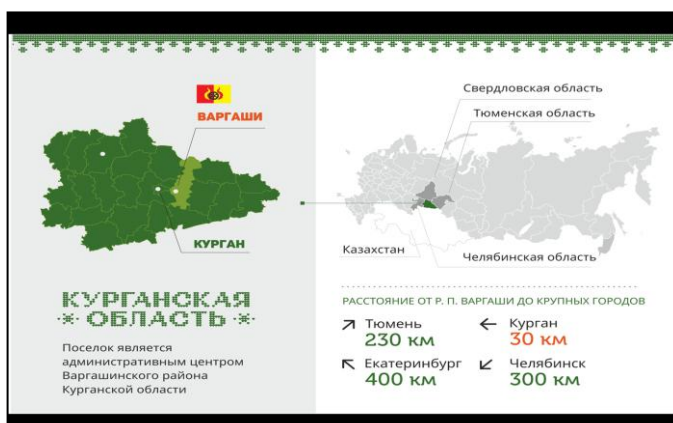 ВАРГАШИ
КУРГАН
КУРГАНСКАЯ
ОБЛАСТЬ
Поселок является
административным центром
Варгашинского района
Курганской области
Свердловская область
Тюменская область
Казахстан
Челябинская область
РАССТОЯНИЕ ОТ Р. П. ВАРГАШИ ДО КРУПНЫХ ГОРОДОВ
Тюмень
230 км
Курган
30 км
Екатеринбург
400 км
Челябинск
300 км